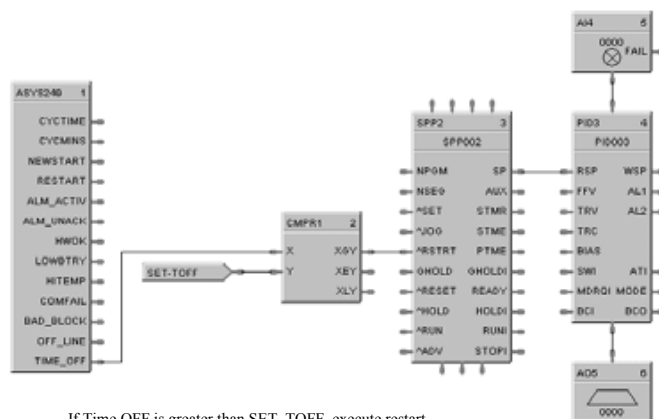 ASYS240 1
CYCTIME
CYCMINS
NEWSTART
RESTART
ALM_ACTIV
ALM_UNACK
HWOK
LOWBTRY
HITEMP
COMFAIL
BAD_BLOCK
OFF_LINE
TIME_OFF
SET-TOFF
CMPR1 2
X XGY
Y XEY
XLY
SPP2 3
SPP002
NPGM SP
NSEG AUX
^SET STMR
^JOG STME
^RSTRT PTME
GHOLD GHOLDI
^RESET READY
^HOLD HOLDI
^RUN RUNI
^ADV STOPI
AI4 5
0000
FAIL
PID3 4
PI0000
RSP WSP
FFV AL1
TRV AL2
TRC
BIAS
SWI ATI
MDRQI MODE
BCI BCO
AO5 6
0000
If Time OFF is greater than SET_TOFF, execute restart